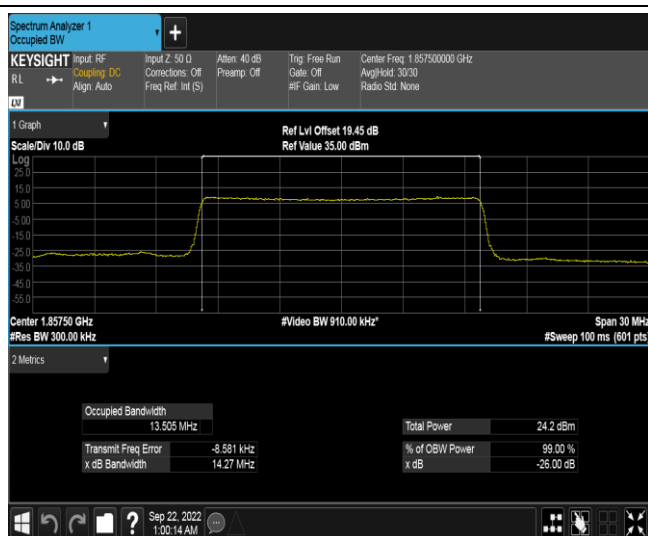 Spectrum Analyzer 1
Occupied BW
+
KEYSIGHT Input: RF Input Z: 50 Ω Atten: 40 dB Trig: Free Run Center Freq: 1.857500000 GHz
RL Coupling: DC Corrections: Off Preamp: Off Gate: Off Avg|Hold: 30/30
Align: Auto Freq Ref: Int (S) #IF Gain: Low Radio Std: None
LXI
1 Graph Ref Lvl Offset 19.45 dB
Scale/Div 10.0 dB Ref Value 35.00 dBm
Log
25.0
15.0
5.00
-5.00
-15.0
-25.0
-35.0
-45.0
-55.0
Center 1.85750 GHz #Video BW 910.00 kHz* Span 30 MHz
#Res BW 300.00 kHz #Sweep 100 ms (601 pts)
2 Metrics
Occupied Bandwidth
13.505 MHz Total Power 24.2 dBm
Transmit Freq Error -8.581 kHz % of OBW Power 99.00 %
x dB Bandwidth 14.27 MHz x dB -26.00 dB
? Sep 22, 2022
1:00:14 AM